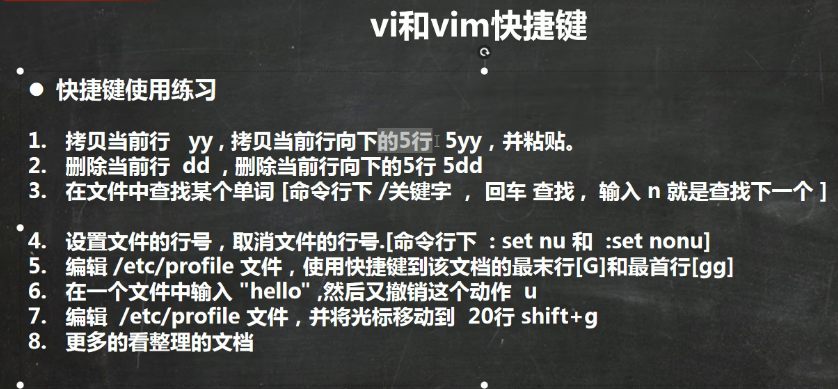 vi和vim快捷键
● 快捷键使用练习
1. 拷贝当前行 yy , 拷贝当前行向下的5行 5yy，并粘贴。
2. 删除当前行 dd , 删除当前行向下的5行 5dd
3. 在文件中查找某个单词 [命令行下 /关键字 ， 回车 查找 , 输入 n 就是查找下一个 ]
4. 设置文件的行号，取消文件的行号.[命令行下 : set nu 和 :set nonu]
5. 编辑 /etc/profile 文件，使用快捷键到该文档的最末行[G]和最首行[gg]
6. 在一个文件中输入 "hello" ,然后又撤销这个动作 u
7. 编辑 /etc/profile 文件，并将光标移动到 20行 shift+g
8. 更多的看整理的文档